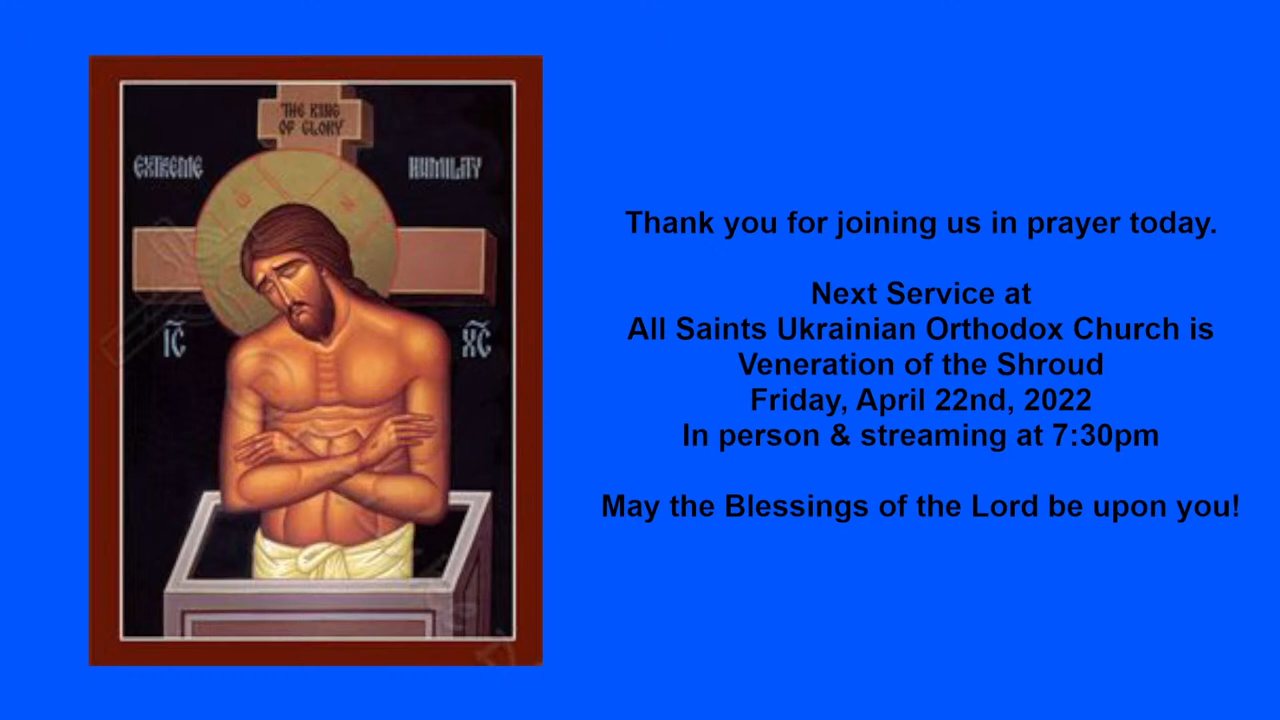 THE KING
OF GLORY
EXTREME HUMILITY
IC XC
Thank you for joining us in prayer today.
Next Service at
All Saints Ukrainian Orthodox Church is
Veneration of the Shroud
Friday, April 22nd, 2022
In person & streaming at 7:30pm
May the Blessings of the Lord be upon you!